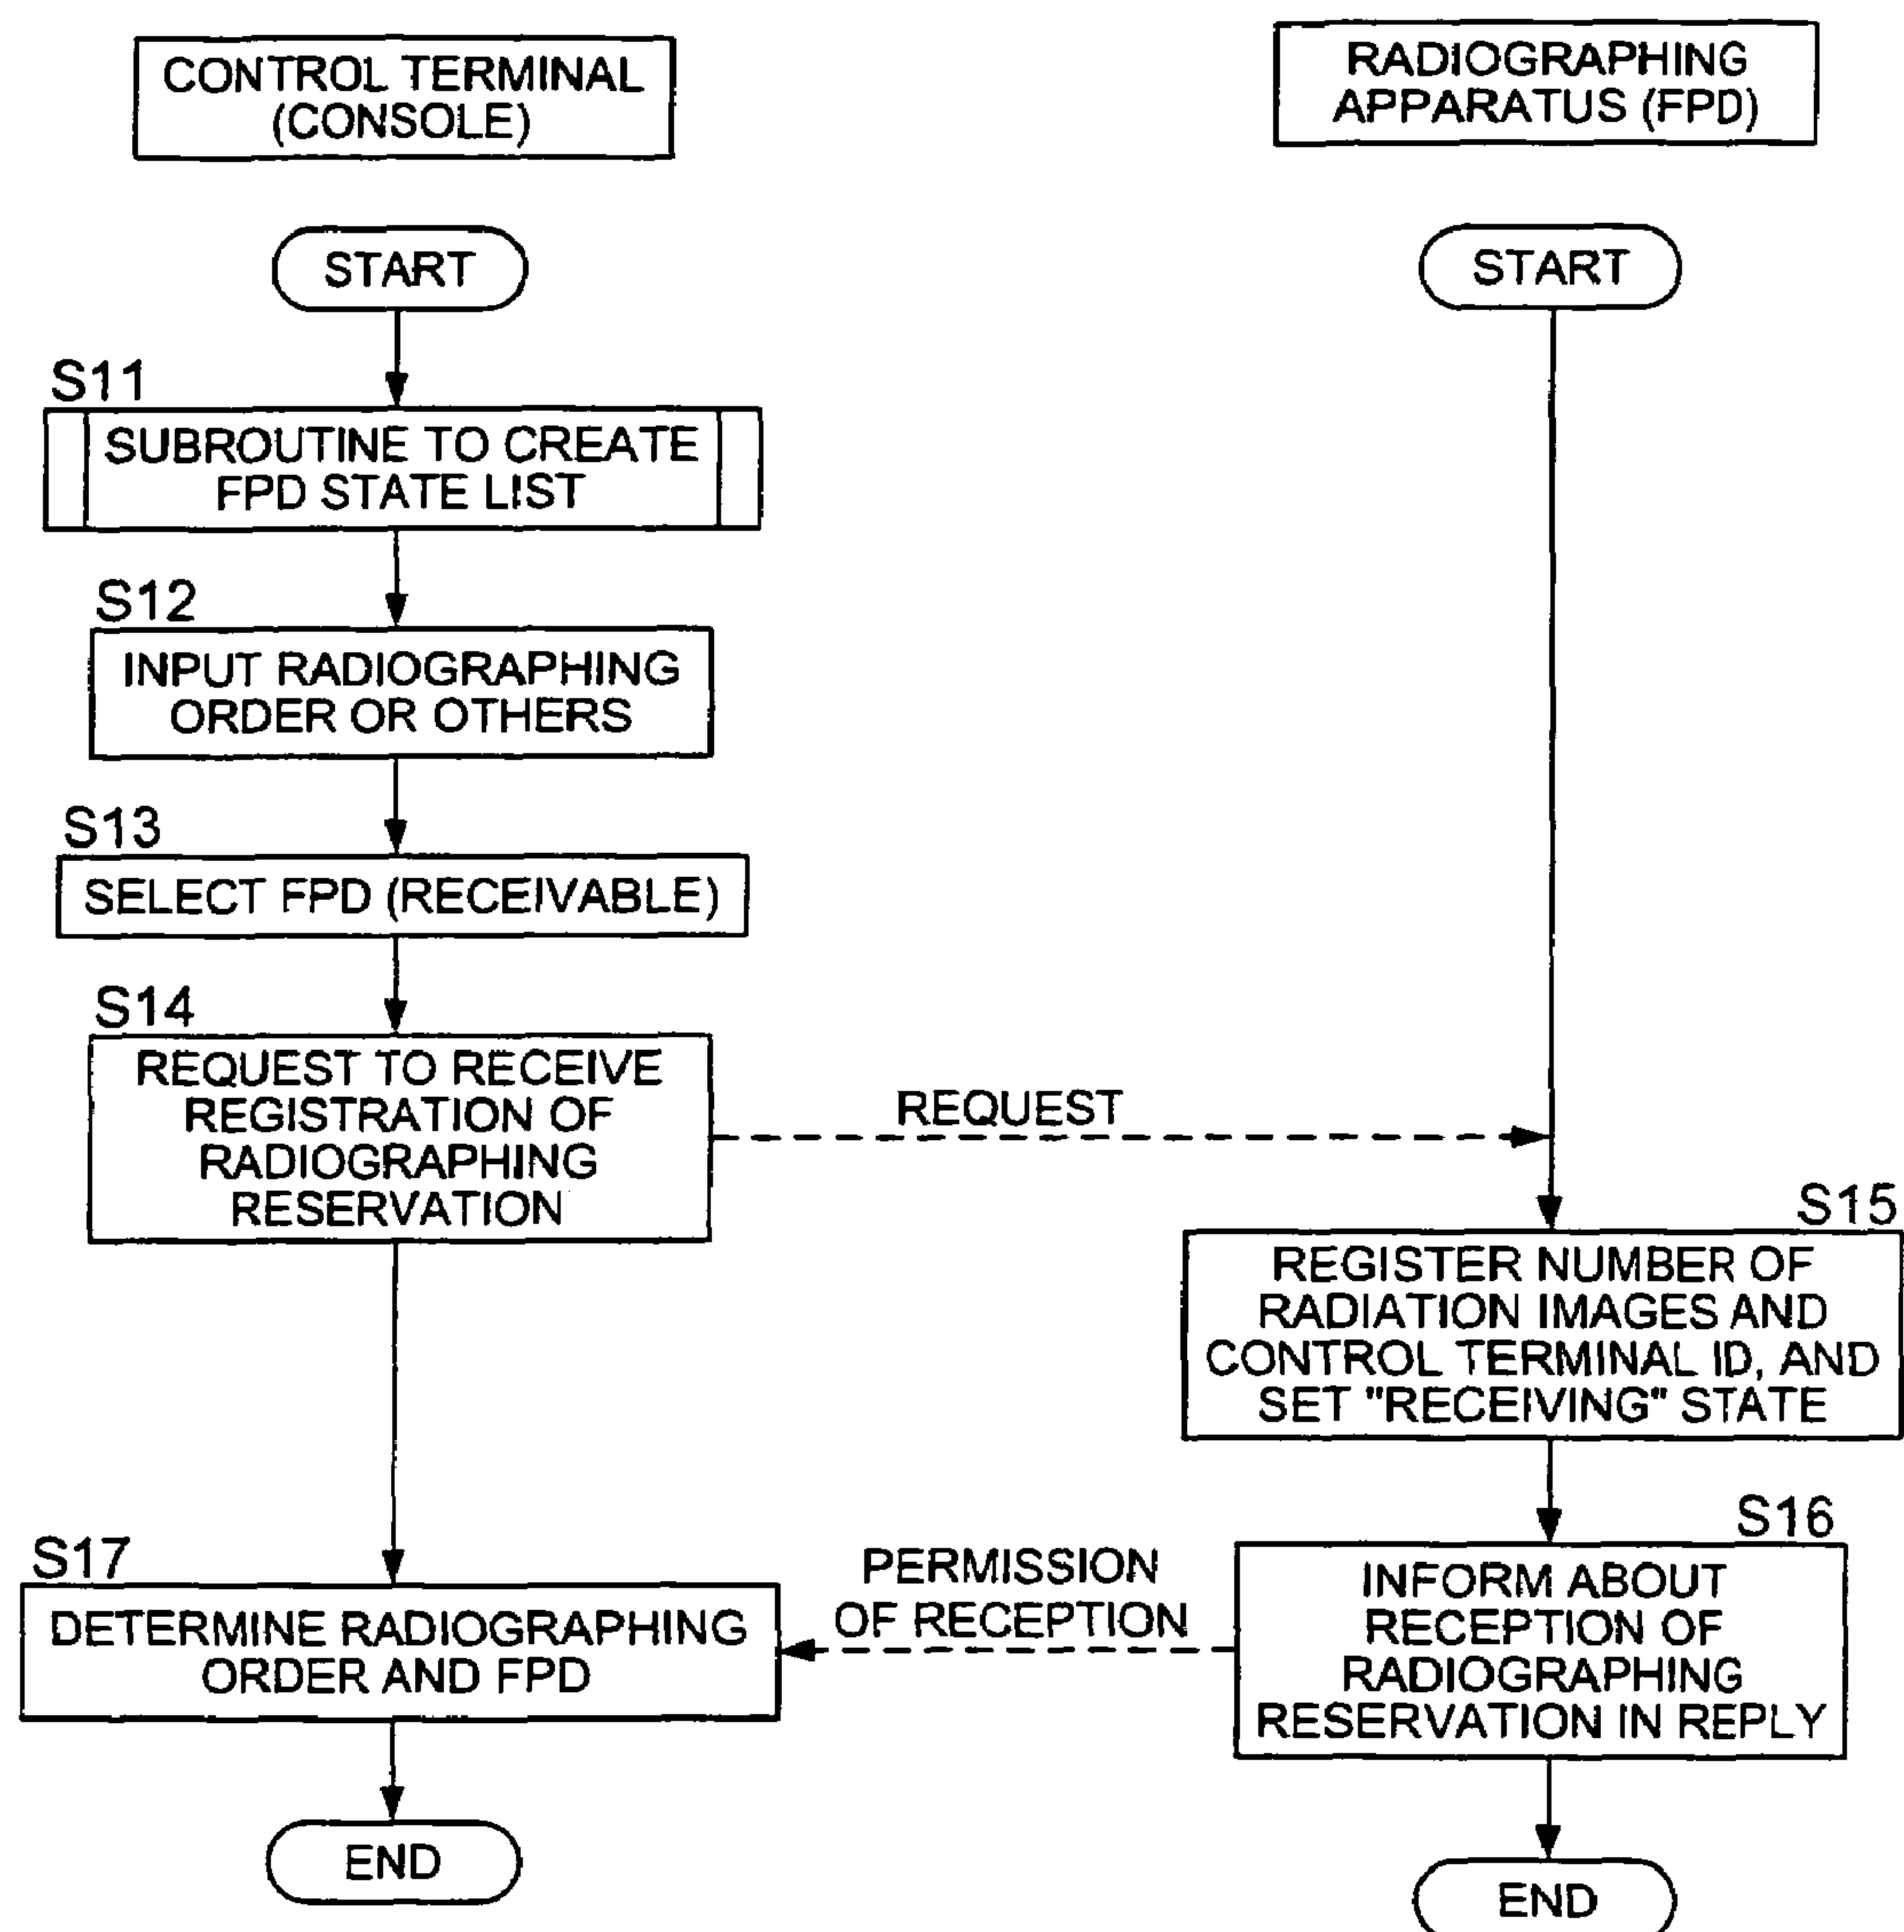 CONTROL TERMINAL
(CONSOLE)
RADIOGRAPHING
APPARATUS (FPD)
START
START
S11
SUBROUTINE TO CREATE
FPD STATE LIST
S12
INPUT RADIOGRAPHING
ORDER OR OTHERS
S13
SELECT FPD (RECEIVABLE)
S14
REQUEST TO RECEIVE
REGISTRATION OF
RADIOGRAPHING
RESERVATION
REQUEST
S15
REGISTER NUMBER OF
RADIATION IMAGES AND
CONTROL TERMINAL ID, AND
SET "RECEIVING" STATE
S16
INFORM ABOUT
RECEPTION OF
RADIOGRAPHING
RESERVATION IN REPLY
PERMISSION
OF RECEPTION
S17
DETERMINE RADIOGRAPHING
ORDER AND FPD
END
END